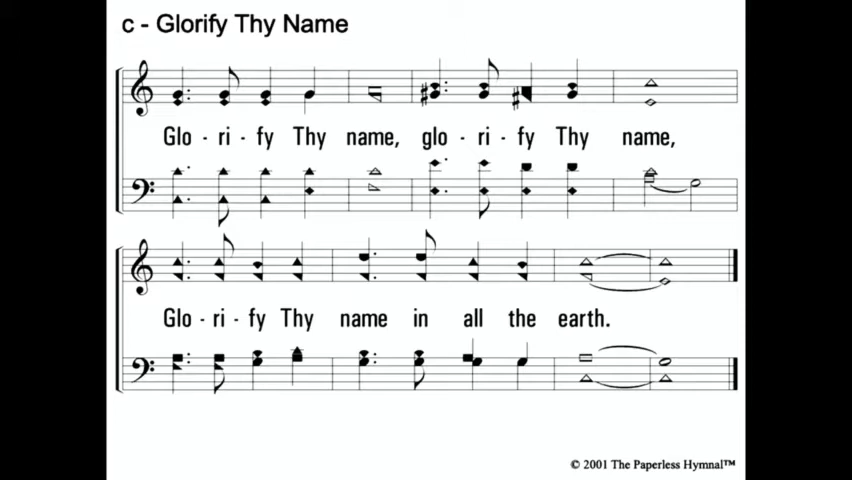 c - Glorify Thy Name
Glo - ri - fy Thy name, glo - ri - fy Thy name,
Glo - ri - fy Thy name in all the earth.
© 2001 The Paperless Hymnal™